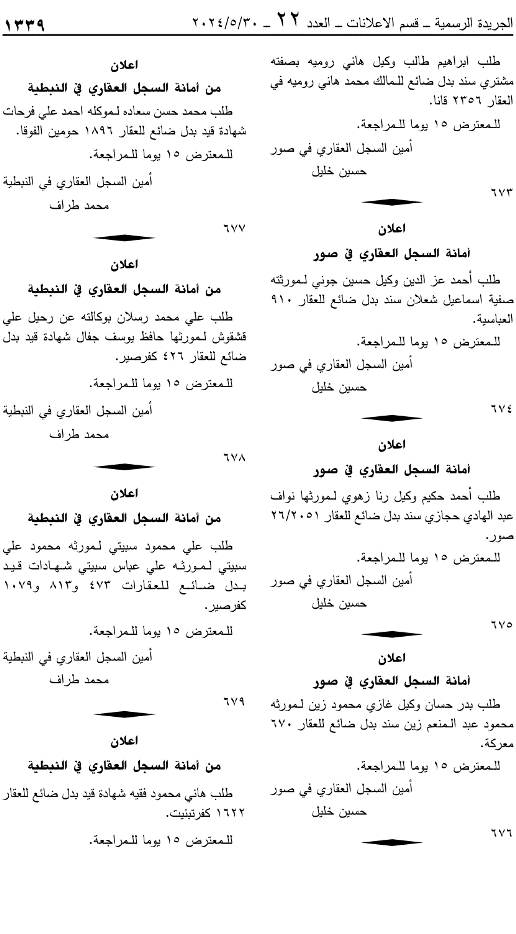 الجريدة الرسمية ــ قسم الاعلانات ــ العدد ٢٢ ــ ٢٠٢٤/٥/٣٠
١٣٣٩
طلب ابراهيم طالب وكيل هاني روميه بصفته
مشتري سند بدل ضائع للمالك محمد هاني روميه في
العقار ٢٣٥٦ قانا.
للمعترض ١٥ يوما للمراجعة.
أمين السجل العقاري في صور
حسين خليل
٦٧٣
اعلان
أمانة السجل العقاري في صور
طلب أحمد عز الدين وكيل حسين جوني لمورثته
صفية اسماعيل شعلان سند بدل ضائع للعقار ٩١٠
العباسية.
للمعترض ١٥ يوما للمراجعة.
أمين السجل العقاري في صور
حسين خليل
٦٧٤
اعلان
أمانة السجل العقاري في صور
طلب أحمد حكيم وكيل رنا زهوي لمورثها نواف
عبد الهادي حجازي سند بدل ضائع للعقار ٢٦/٢٠٥١
صور.
للمعترض ١٥ يوما للمراجعة.
أمين السجل العقاري في صور
حسين خليل
٦٧٥
اعلان
أمانة السجل العقاري في صور
طلب بدر حسان وكيل غازي محمود زين لمورثه
محمود عبد المنعم زين سند بدل ضائع للعقار ٦٧٠
معركة.
للمعترض ١٥ يوما للمراجعة.
أمين السجل العقاري في صور
حسين خليل
٦٧٦
اعلان
من أمانة السجل العقاري في النبطية
طلب محمد حسن سعاده لموكله احمد علي فرحات
شهادة قيد بدل ضائع للعقار ١٨٩٦ حومين الفوقا.
للمعترض ١٥ يوما للمراجعة.
أمين السجل العقاري في النبطية
محمد طراف
٦٧٧
اعلان
من أمانة السجل العقاري في النبطية
طلب علي محمد رسلان بوكالته عن رحيل علي
قشقوش لمورثها حافظ يوسف جفال شهادة قيد بدل
ضائع للعقار ٤٢٦ كفرصير.
للمعترض ١٥ يوما للمراجعة.
أمين السجل العقاري في النبطية
محمد طراف
٦٧٨
اعلان
من أمانة السجل العقاري في النبطية
طلب علي محمود سبيتي لمورثه محمود علي
سبيتي لمورثه علي عباس سبيتي شهادات قيد
بدل ضائع للعقارات ٤٧٣ و٨١٣ و١٠٧٩
كفرصير.
للمعترض ١٥ يوما للمراجعة.
أمين السجل العقاري في النبطية
محمد طراف
٦٧٩
اعلان
من أمانة السجل العقاري في النبطية
طلب هاني محمود فقيه شهادة قيد بدل ضائع للعقار
١٦٢٢ كفرتبنيت.
للمعترض ١٥ يوما للمراجعة.